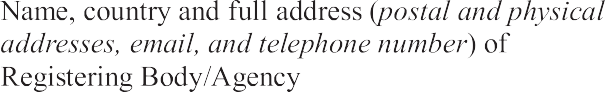 Name, country and full address (postal and physical
addresses, email, and telephone number) of
Registering Body/Agency